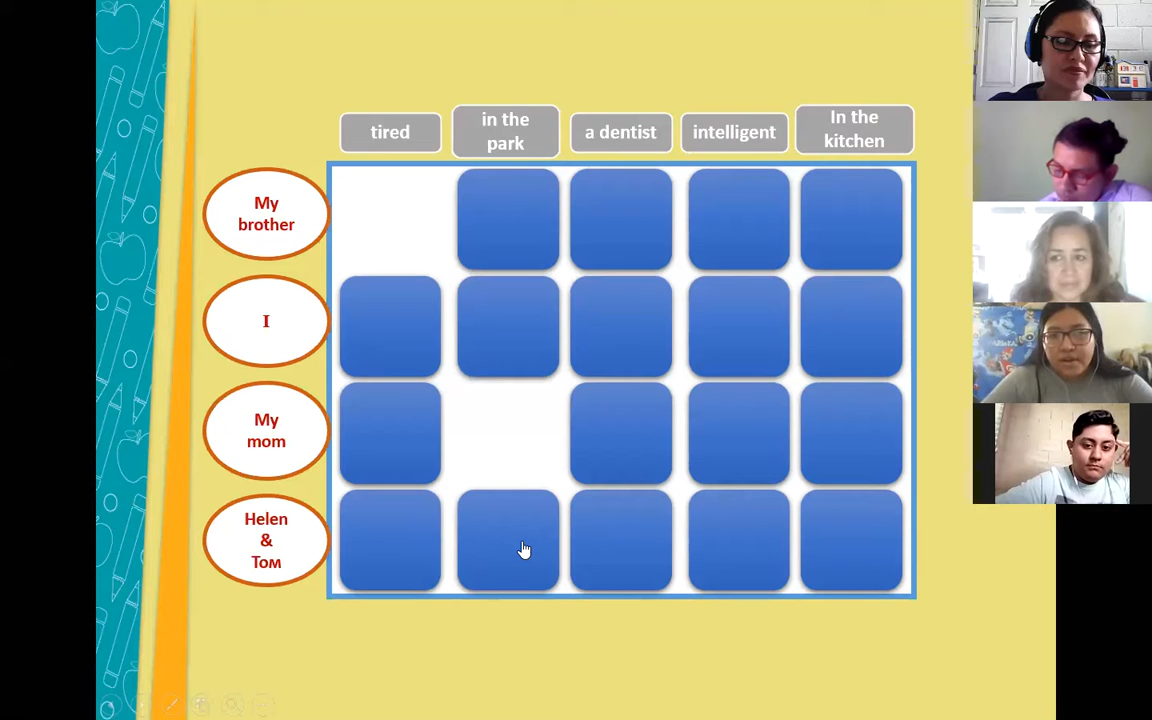 tired
in the
park
a dentist
intelligent
In the
kitchen
My
brother
I
My
mom
Helen
&
Tom